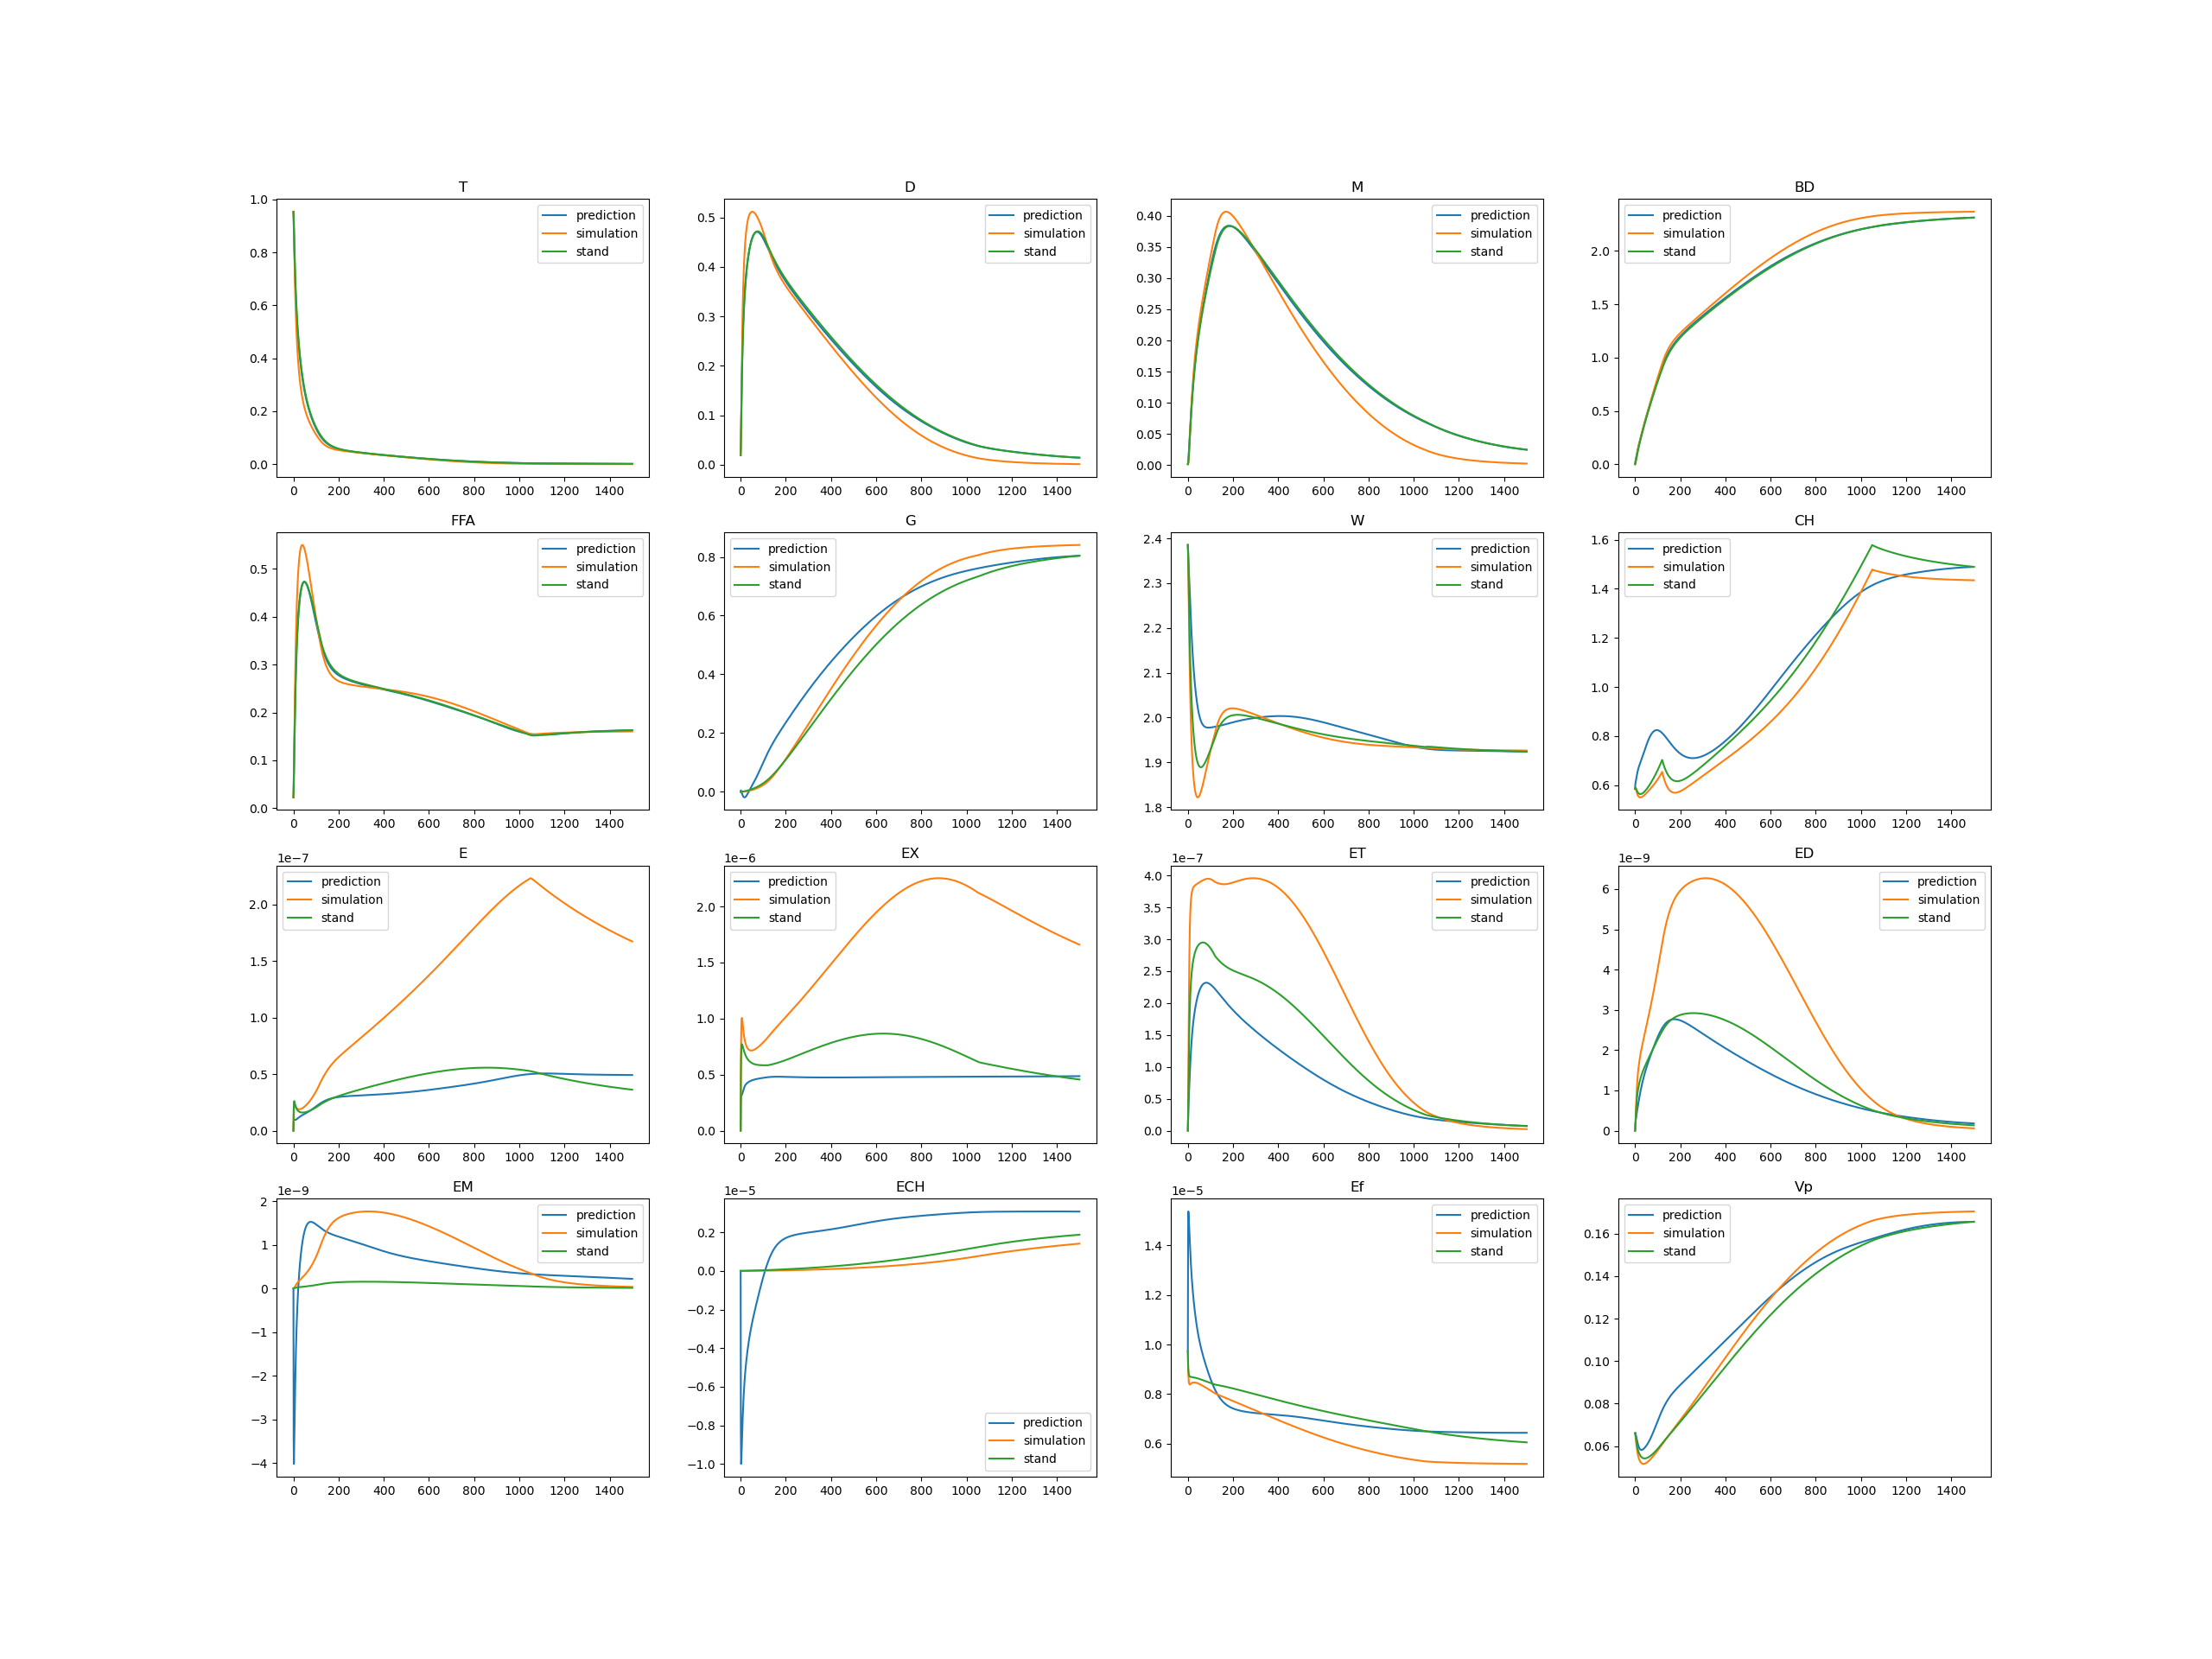 T D M BD
1.0 0.8 0.6 0.4 0.2 0.0
0 200 400 600 800 1000 1200 1400
prediction
simulation
stand
0.5 0.4 0.3 0.2 0.1 0.0
0 200 400 600 800 1000 1200 1400
prediction
simulation
stand
0.40 0.35 0.30 0.25 0.20 0.15 0.10 0.05 0.00
0 200 400 600 800 1000 1200 1400
prediction
simulation
stand
2.0 1.5 1.0 0.5 0.0
0 200 400 600 800 1000 1200 1400
prediction
simulation
stand
FFA G W CH
0.5 0.4 0.3 0.2 0.1 0.0
0 200 400 600 800 1000 1200 1400
prediction
simulation
stand
0.8 0.6 0.4 0.2 0.0
0 200 400 600 800 1000 1200 1400
prediction
simulation
stand
2.4 2.3 2.2 2.1 2.0 1.9 1.8
0 200 400 600 800 1000 1200 1400
prediction
simulation
stand
1.6 1.4 1.2 1.0 0.8 0.6
0 200 400 600 800 1000 1200 1400
prediction
simulation
stand
E EX ET ED
1e−7
2.0 1.5 1.0 0.5 0.0
0 200 400 600 800 1000 1200 1400
prediction
simulation
stand
1e−6
2.0 1.5 1.0 0.5 0.0
0 200 400 600 800 1000 1200 1400
prediction
simulation
stand
1e−7
4.0 3.5 3.0 2.5 2.0 1.5 1.0 0.5 0.0
0 200 400 600 800 1000 1200 1400
prediction
simulation
stand
1e−9
6 5 4 3 2 1 0
0 200 400 600 800 1000 1200 1400
prediction
simulation
stand
EM ECH Ef Vp
1e−9
2 1 0 −1 −2 −3 −4
0 200 400 600 800 1000 1200 1400
prediction
simulation
stand
1e−5
0.2 0.0 −0.2 −0.4 −0.6 −0.8 −1.0
0 200 400 600 800 1000 1200 1400
prediction
simulation
stand
1e−5
1.4 1.2 1.0 0.8 0.6
0 200 400 600 800 1000 1200 1400
prediction
simulation
stand
0.16 0.14 0.12 0.10 0.08 0.06
0 200 400 600 800 1000 1200 1400
prediction
simulation
stand